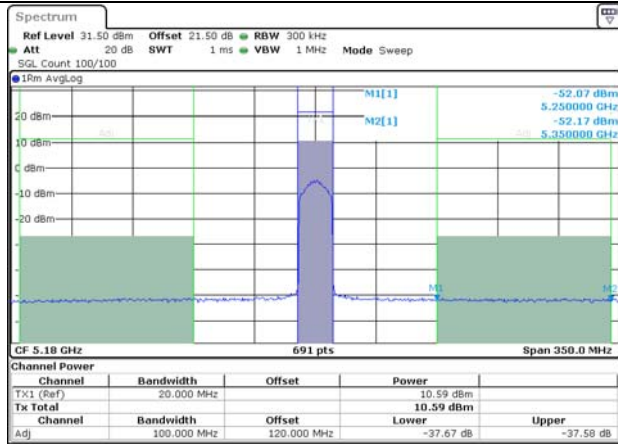 Spectrum
Ref Level 31.50 dBm Offset 21.50 dB RBW 300 kHz
Att 20 dB SWT 1 ms VBW 1 MHz Mode Sweep
SGL Count 100/100
1Rm AvgLog
M1[1] -52.07 dBm
5.250000 GHz
20 dBm M2[1] -52.17 dBm
Adj Adj 5.350000 GHz
10 dBm
0 dBm
-10 dBm
-20 dBm
M1 M2
CF 5.18 GHz 691 pts Span 350.0 MHz
Channel Power
Channel Bandwidth Offset Power
TX1 (Ref) 20.000 MHz 10.59 dBm
Tx Total 10.59 dBm
Channel Bandwidth Offset Lower Upper
Adj 100.000 MHz 120.000 MHz -37.67 dB -37.58 dB